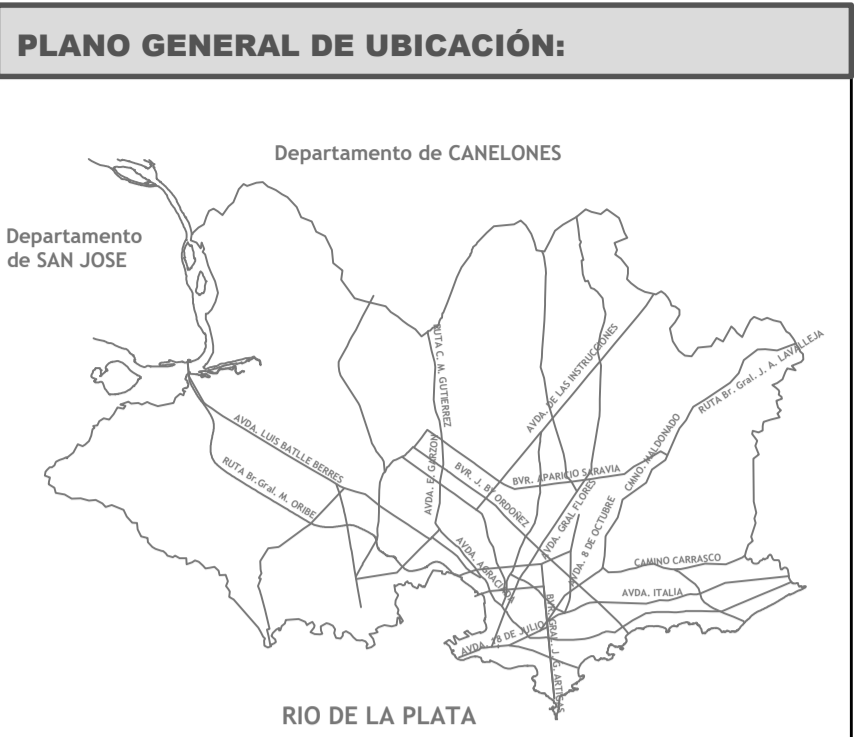 PLANO GENERAL DE UBICACIÓN:
Departamento de CANELONES
Departamento
de SAN JOSE
RUTA C. M. GUTIERREZ
AVDA. DE LAS INSTRUCCIONES
RUTA Br. Gral. J. A. LAVALLEJA
AVDA. LUIS BATLLE BERRES
RUTA Br.Gral. M. ORIBE
AVDA. E. GARZON
BVR. J. BY ORDOÑEZ
BVR. APARICIO SARAVIA
CMNO. MALDONADO
AVDA. GRAL FLORES
AVDA. 8 DE OCTUBRE
AVDA. AGRACIADA
CAMINO CARRASCO
AVDA. ITALIA
AVDA. 18 DE JULIO
BVR. GRAL. J. G. ARTIGAS
RIO DE LA PLATA